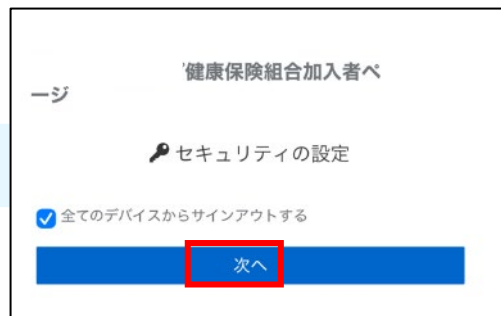 健康保険組合加入者ペ
ージ
セキュリティの設定
全てのデバイスからサインアウトする
次へ